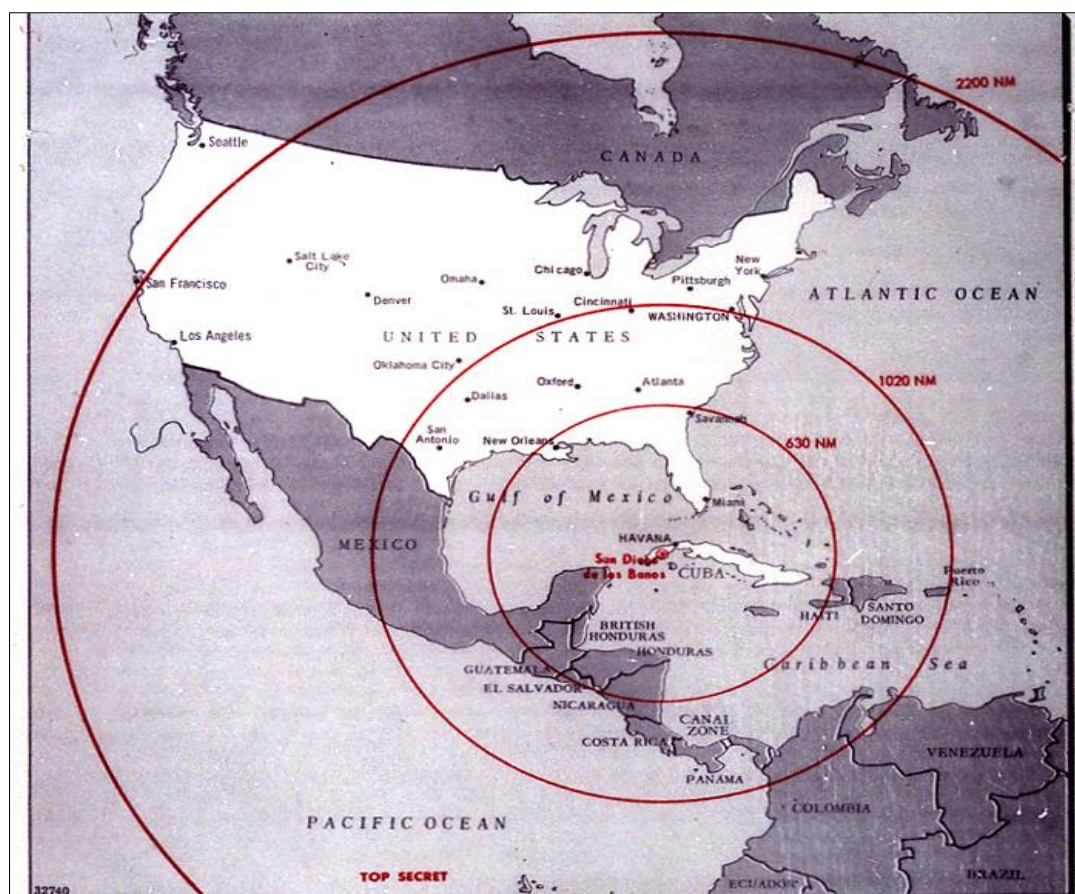 2200 NM
Seattle
CANADA
Salt Lake
City
Omaha
Chicago
New
York
Pittsburgh
San Francisco
Denver
St. Louis
Cincinnati
WASHINGTON
ATLANTIC OCEAN
Los Angeles
UNITED STATES
Oklahoma City
1020 NM
Oxford
Atlanta
Dallas
Savannah
San
Antonio
New Orleans
630 NM
Gulf of Mexico
Miami
MEXICO
HAVANA
San Diego
de los Banos
CUBA
Puerto
Rico
HAITI
SANTO
DOMINGO
BRITISH
HONDURAS
HONDURAS
GUATEMALA
Caribbean Sea
EL SALVADOR
NICARAGUA
CANAL
ZONE
COSTA RICA
VENEZUELA
PANAMA
COLOMBIA
PACIFIC OCEAN
TOP SECRET
ECUADOR
BRAZIL
32740